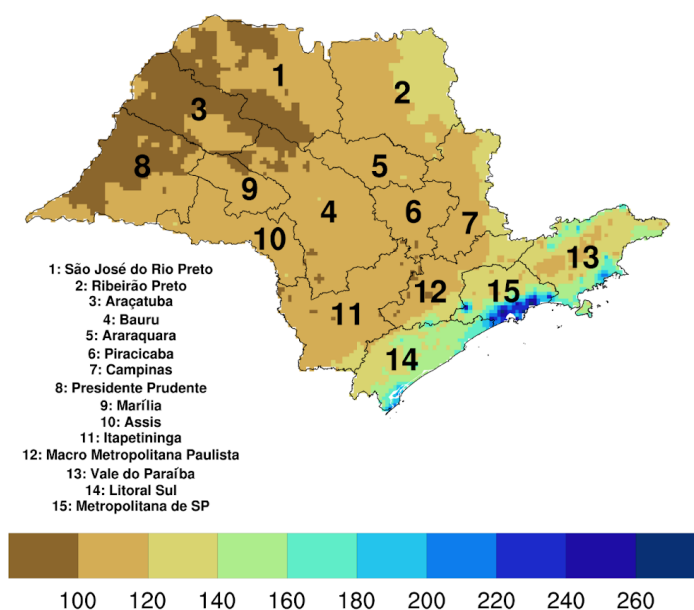 1
2
3
5
8
9
4
6
7
10
13
12
15
11
14
1: São José do Rio Preto
2: Ribeirão Preto
3: Araçatuba
4: Bauru
5: Araraquara
6: Piracicaba
7: Campinas
8: Presidente Prudente
9: Marília
10: Assis
11: Itapetininga
12: Macro Metropolitana Paulista
13: Vale do Paraíba
14: Litoral Sul
15: Metropolitana de SP
100 120 140 160 180 200 220 240 260